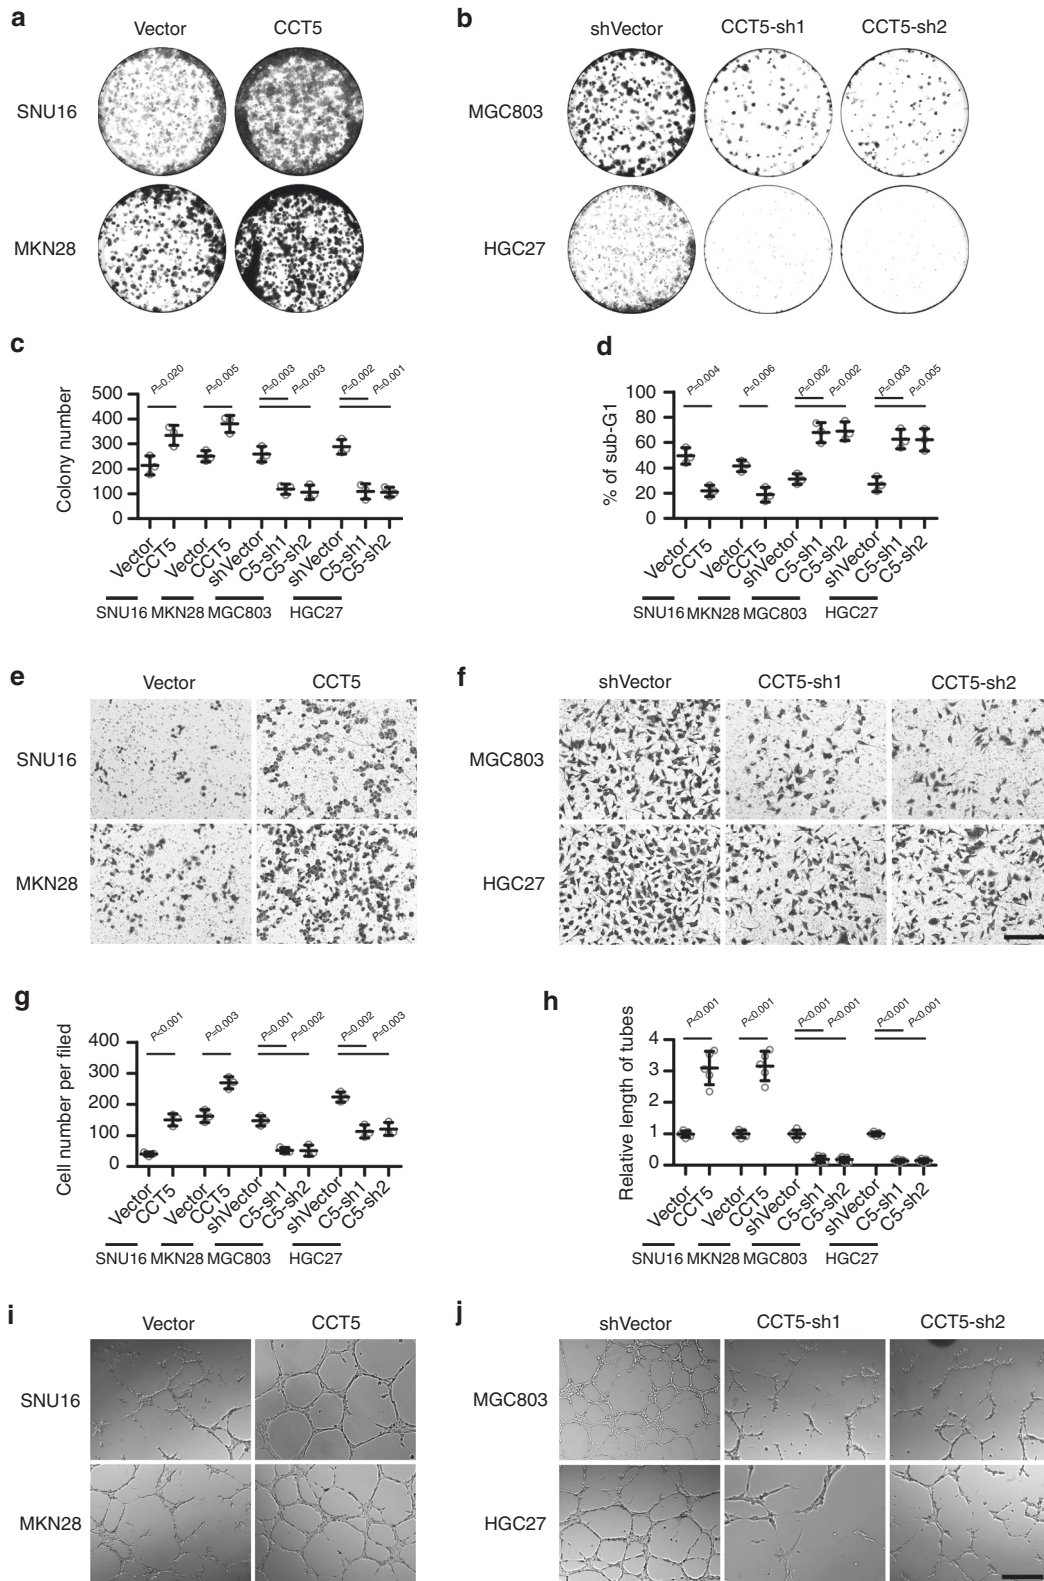 a
Vector
CCT5
SNU16
MKN28
b
shVector
CCT5-sh1
CCT5-sh2
MGC803
HGC27
c
P=0.020
P=0.005
P=0.003
P=0.003
P=0.002
P=0.001
Colony number
500
400
300
200
100
0
Vector
CCT5
Vector
CCT5
shVector
C5-sh1
C5-sh2
shVector
C5-sh1
C5-sh2
SNU16
MKN28
MGC803
HGC27
d
P=0.004
P=0.006
P=0.002
P=0.002
P=0.003
P=0.005
% of sub-G1
100
80
60
40
20
0
Vector
CCT5
Vector
CCT5
shVector
C5-sh1
C5-sh2
shVector
C5-sh1
C5-sh2
SNU16
MKN28
MGC803
HGC27
e
Vector
CCT5
SNU16
MKN28
f
shVector
CCT5-sh1
CCT5-sh2
MGC803
HGC27
g
P<0.001
P=0.003
P=0.001
P=0.002
P=0.002
P=0.003
Cell number per filed
400
300
200
100
0
Vector
CCT5
Vector
CCT5
shVector
C5-sh1
C5-sh2
shVector
C5-sh1
C5-sh2
SNU16
MKN28
MGC803
HGC27
h
P<0.001
P<0.001
P<0.001
P<0.001
P<0.001
P<0.001
Relative length of tubes
4
3
2
1
0
Vector
CCT5
Vector
CCT5
shVector
C5-sh1
C5-sh2
shVector
C5-sh1
C5-sh2
SNU16
MKN28
MGC803
HGC27
i
Vector
CCT5
SNU16
MKN28
j
shVector
CCT5-sh1
CCT5-sh2
MGC803
HGC27